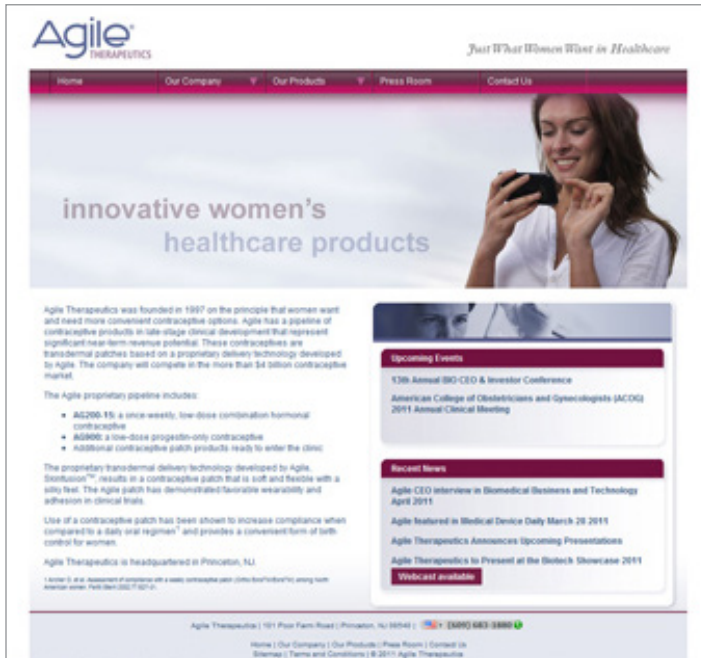 Agile
THERAPEUTICS
Just What Women Want in Healthcare
Home
Our Company
Our Products
Press Room
Contact Us
innovative women's
healthcare products
Agile Therapeutics was founded in 1997 on the principle that women want
and need more convenient contraceptive options. Agile has a pipeline of
contraceptive products in late-stage clinical development that represent
significant near-term revenue potential. These contraceptives are
transdermal patches based on a proprietary delivery technology developed
by Agile. The company will compete in the more than $4 billion contraceptive
market.
The Agile proprietary pipeline includes:
• AG200-15: a once-weekly, low-dose combination hormonal
contraceptive
• AG900: a low-dose progestin-only contraceptive
• Additional contraceptive patch products ready to enter the clinic
The proprietary transdermal delivery technology developed by Agile,
Skinfusion™, results in a contraceptive patch that is soft and flexible with a
silky feel. The Agile patch has demonstrated favorable wearability and
adhesion in clinical trials.
Use of a contraceptive patch has been shown to increase compliance when
compared to a daily oral regimen¹ and provides a convenient form of birth
control for women.
Agile Therapeutics is headquartered in Princeton, NJ.
Upcoming Events
13th Annual BIO CEO & Investor Conference
American College of Obstetricians and Gynecologists (ACOG)
2011 Annual Clinical Meeting
Recent News
Agile CEO interview in Biomedical Business and Technology
April 2011
Agile featured in Medical Device Daily March 28 2011
Agile Therapeutics Announces Upcoming Presentations
Agile Therapeutics to Present at the Biotech Showcase 2011
Webcast available
Agile Therapeutics | 101 Poor Farm Road | Princeton, NJ 08540 | (609) 683-1880
Home | Our Company | Our Products | Press Room | Contact Us
Sitemap | Terms and Conditions | © 2011 Agile Therapeutics